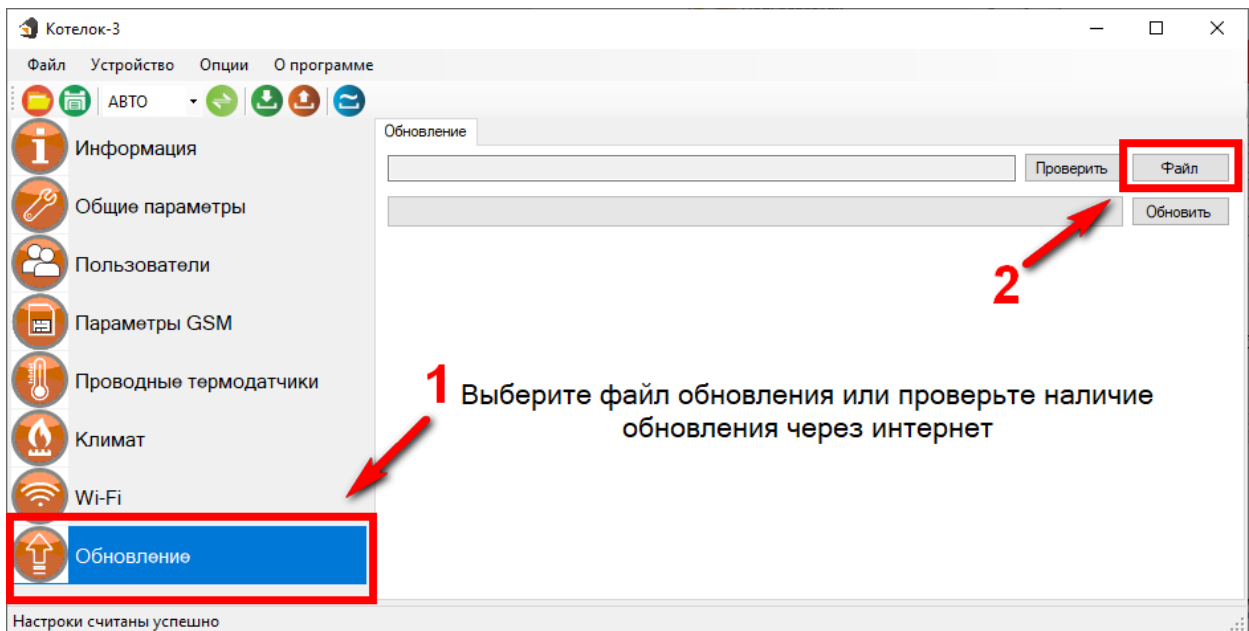 Котелок-3
Файл Устройство Опции О программе
АВТО
Информация
Общие параметры
Пользователи
Параметры GSM
Проводные термодатчики
Климат
Wi-Fi
Обновление
Обновление
Проверить Файл
Обновить
2
1
Выберите файл обновления или проверьте наличие
обновления через интернет
Настроки считаны успешно